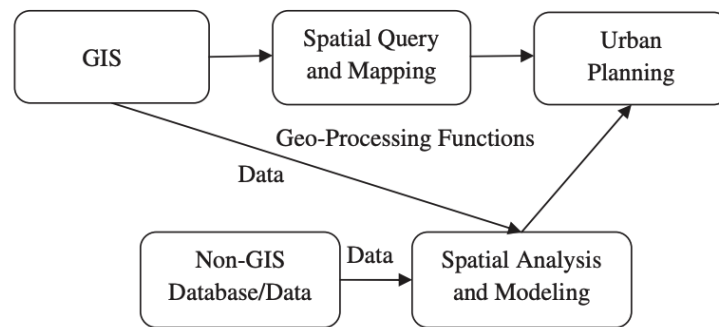 GIS
Spatial Query
and Mapping
Urban
Planning
Geo-Processing Functions
Data
Non-GIS
Database/Data
Data
Spatial Analysis
and Modeling